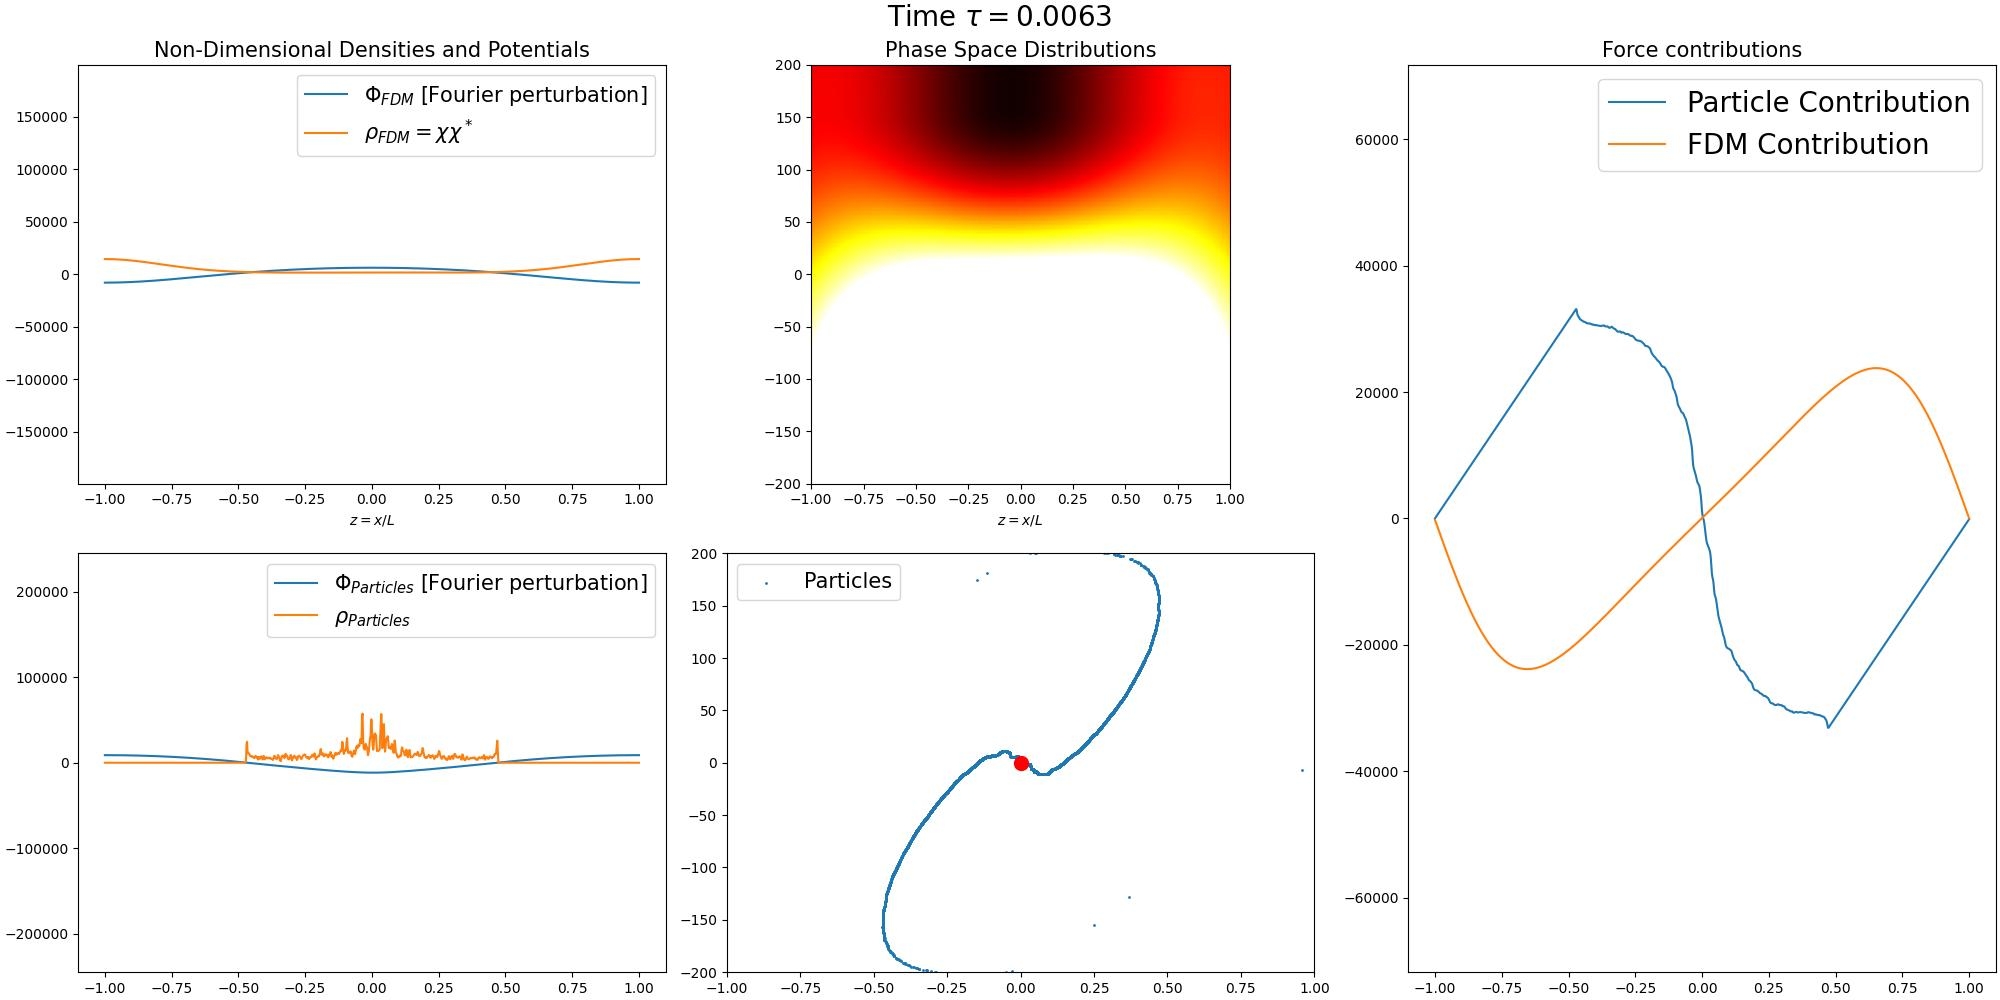 Time τ = 0.0063
Non-Dimensional Densities and Potentials
Φ_FDM [Fourier perturbation]
ρ_FDM = χχ*
150000
100000
50000
0
−50000
−100000
−150000
−1.00 −0.75 −0.50 −0.25 0.00 0.25 0.50 0.75 1.00
z = x/L
Phase Space Distributions
200
150
100
50
0
−50
−100
−150
−200
−1.00 −0.75 −0.50 −0.25 0.00 0.25 0.50 0.75 1.00
z = x/L
Force contributions
Particle Contribution
FDM Contribution
60000
40000
20000
0
−20000
−40000
−60000
−1.00 −0.75 −0.50 −0.25 0.00 0.25 0.50 0.75 1.00
Φ_Particles [Fourier perturbation]
ρ_Particles
200000
100000
0
−100000
−200000
−1.00 −0.75 −0.50 −0.25 0.00 0.25 0.50 0.75 1.00
Particles
200
150
100
50
0
−50
−100
−150
−200
−1.00 −0.75 −0.50 −0.25 0.00 0.25 0.50 0.75 1.00